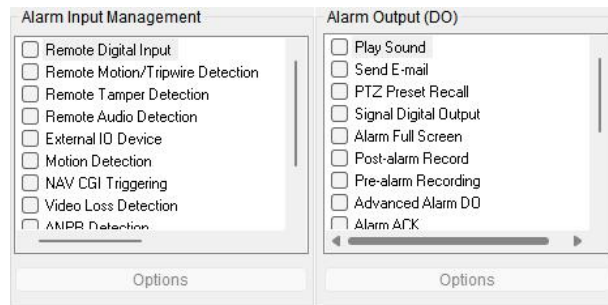 Alarm Input Management
Remote Digital Input
Remote Motion/Tripwire Detection
Remote Tamper Detection
Remote Audio Detection
External IO Device
Motion Detection
NAV CGI Triggering
Video Loss Detection
ANPR Detection
Options
Alarm Output (DO)
Play Sound
Send E-mail
PTZ Preset Recall
Signal Digital Output
Alarm Full Screen
Post-alarm Record
Pre-alarm Recording
Advanced Alarm DO
Alarm ACK
Options